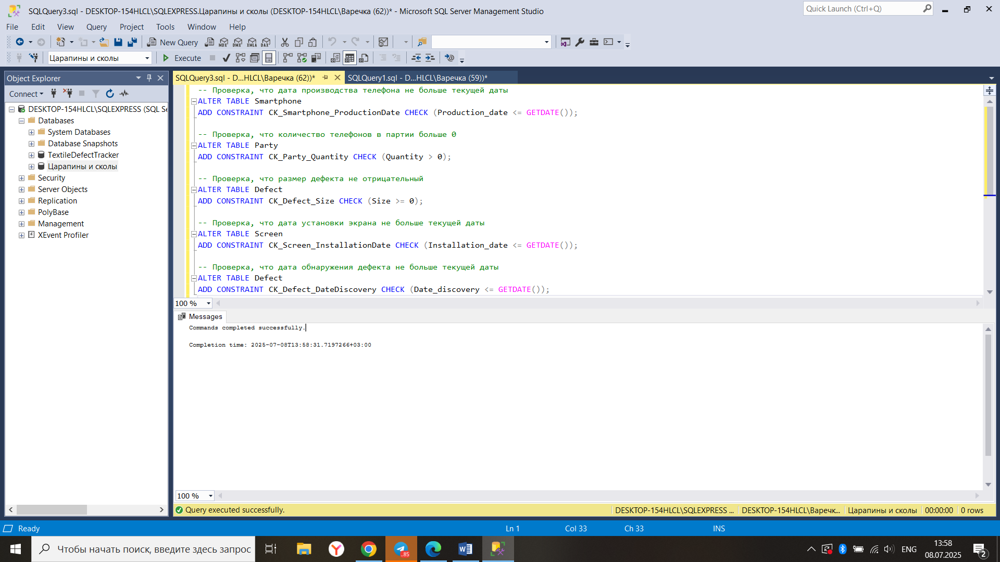 SQLQuery3.sql - DESKTOP-154HLCL\SQLEXPRESS.Царапины и сколы (DESKTOP-154HLCL\Варечка (62))* - Microsoft SQL Server Management Studio
Quick Launch (Ctrl+Q)
File Edit View Query Project Tools Window Help
New Query
MDX DMX XMLA DAX
Царапины и сколы
Execute
Object Explorer
SQLQuery3.sql - D...HLCL\Варечка (62))*
SQLQuery1.sql - D...HLCL\Варечка (59))*
Connect
DESKTOP-154HLCL\SQLEXPRESS (SQL Se
Databases
System Databases
Database Snapshots
TextileDefectTracker
Царапины и сколы
Security
Server Objects
Replication
PolyBase
Management
XEvent Profiler
-- Проверка, что дата производства телефона не больше текущей даты
ALTER TABLE Smartphone
ADD CONSTRAINT CK_Smartphone_ProductionDate CHECK (Production_date <= GETDATE());
-- Проверка, что количество телефонов в партии больше 0
ALTER TABLE Party
ADD CONSTRAINT CK_Party_Quantity CHECK (Quantity > 0);
-- Проверка, что размер дефекта не отрицательный
ALTER TABLE Defect
ADD CONSTRAINT CK_Defect_Size CHECK (Size >= 0);
-- Проверка, что дата установки экрана не больше текущей даты
ALTER TABLE Screen
ADD CONSTRAINT CK_Screen_InstallationDate CHECK (Installation_date <= GETDATE());
-- Проверка, что дата обнаружения дефекта не больше текущей даты
ALTER TABLE Defect
ADD CONSTRAINT CK_Defect_DateDiscovery CHECK (Date_discovery <= GETDATE());
100 %
Messages
Commands completed successfully.
Completion time: 2025-07-08T13:58:31.7197266+03:00
100 %
Query executed successfully.
DESKTOP-154HLCL\SQLEXPRESS ...
DESKTOP-154HLCL\Варечк...
Царапины и сколы
00:00:00
0 rows
Ready
Ln 1
Col 33
Ch 33
INS
Чтобы начать поиск, введите здесь запрос
..85
ENG
13:58
08.07.2025
2